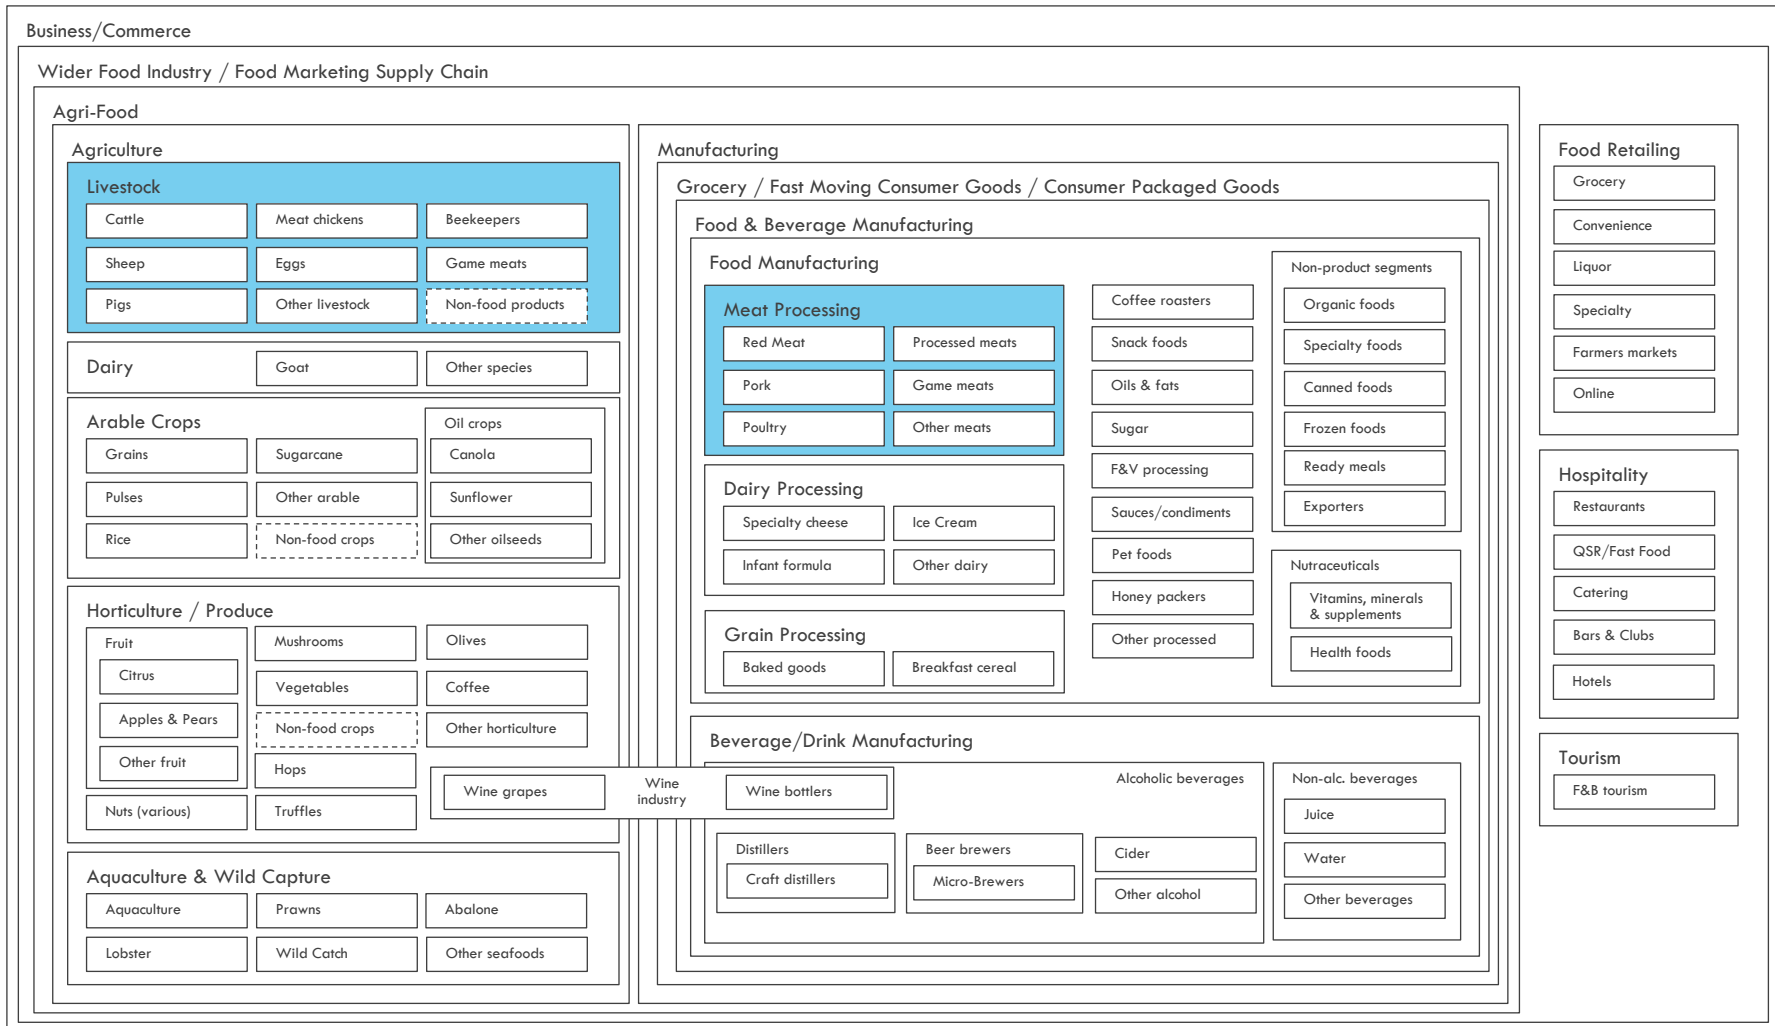 Business/Commerce
Wider Food Industry / Food Marketing Supply Chain
Agri-Food
Agriculture
Livestock
Cattle
Meat chickens
Beekeepers
Sheep
Eggs
Game meats
Pigs
Other livestock
Non-food products
Dairy
Goat
Other species
Arable Crops
Oil crops
Grains
Sugarcane
Canola
Pulses
Other arable
Sunflower
Rice
Non-food crops
Other oilseeds
Horticulture / Produce
Fruit
Mushrooms
Olives
Citrus
Vegetables
Coffee
Apples & Pears
Non-food crops
Other horticulture
Other fruit
Hops
Nuts (various)
Truffles
Wine grapes
Wine
industry
Wine bottlers
Aquaculture & Wild Capture
Aquaculture
Prawns
Abalone
Lobster
Wild Catch
Other seafoods
Manufacturing
Grocery / Fast Moving Consumer Goods / Consumer Packaged Goods
Food & Beverage Manufacturing
Food Manufacturing
Meat Processing
Red Meat
Processed meats
Pork
Game meats
Poultry
Other meats
Dairy Processing
Specialty cheese
Ice Cream
Infant formula
Other dairy
Grain Processing
Baked goods
Breakfast cereal
Coffee roasters
Snack foods
Oils & fats
Sugar
F&V processing
Sauces/condiments
Pet foods
Honey packers
Other processed
Non-product segments
Organic foods
Specialty foods
Canned foods
Frozen foods
Ready meals
Exporters
Nutraceuticals
Vitamins, minerals
& supplements
Health foods
Beverage/Drink Manufacturing
Alcoholic beverages
Distillers
Craft distillers
Beer brewers
Micro-Brewers
Cider
Other alcohol
Non-alc. beverages
Juice
Water
Other beverages
Food Retailing
Grocery
Convenience
Liquor
Specialty
Farmers markets
Online
Hospitality
Restaurants
QSR/Fast Food
Catering
Bars & Clubs
Hotels
Tourism
F&B tourism